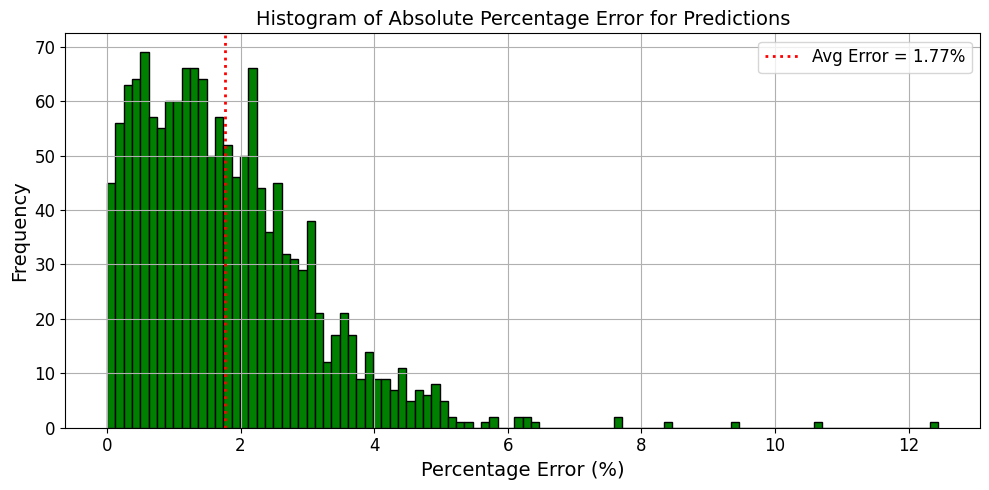 Histogram of Absolute Percentage Error for Predictions
Avg Error = 1.77%
Frequency
70
60
50
40
30
20
10
0
0 2 4 6 8 10 12
Percentage Error (%)